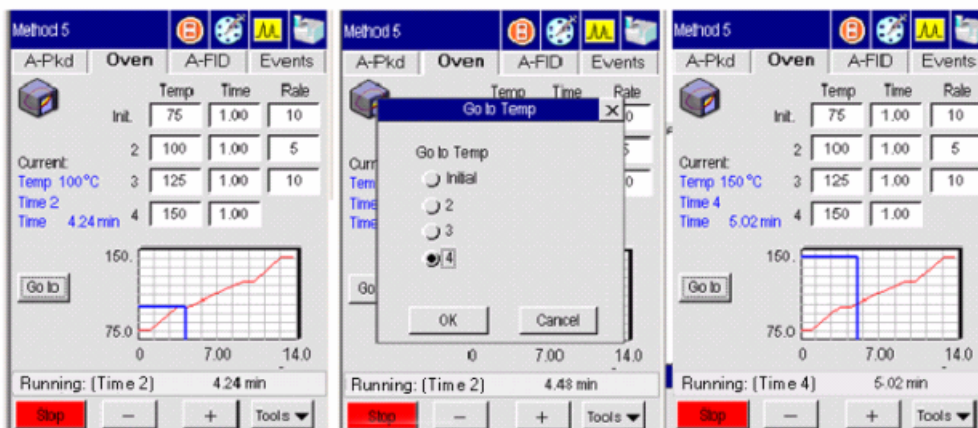 Method 5
A-Pkd Oven A-FID Events
Temp Time Rate
Init. 75 1.00 10
2 100 1.00 5
Current:
Temp 100°C 3 125 1.00 10
Time 2
Time 4.24 min 4 150 1.00
150.
Go to
75.0
0 7.00 14.0
Running: (Time 2) 4.24 min
Stop − + Tools
Method 5
A-Pkd Oven A-FID Events
Temp Time Rate
Go to Temp
Go to Temp
Initial
2
3
4
OK Cancel
0 7.00 14.0
Running: (Time 2) 4.48 min
Stop − + Tools
Method 5
A-Pkd Oven A-FID Events
Temp Time Rate
Init. 75 1.00 10
2 100 1.00 5
Current:
Temp 150°C 3 125 1.00 10
Time 4
Time 5.02 min 4 150 1.00
150.
Go to
75.0
0 7.00 14.0
Running: (Time 4) 5.02 min
Stop − + Tools